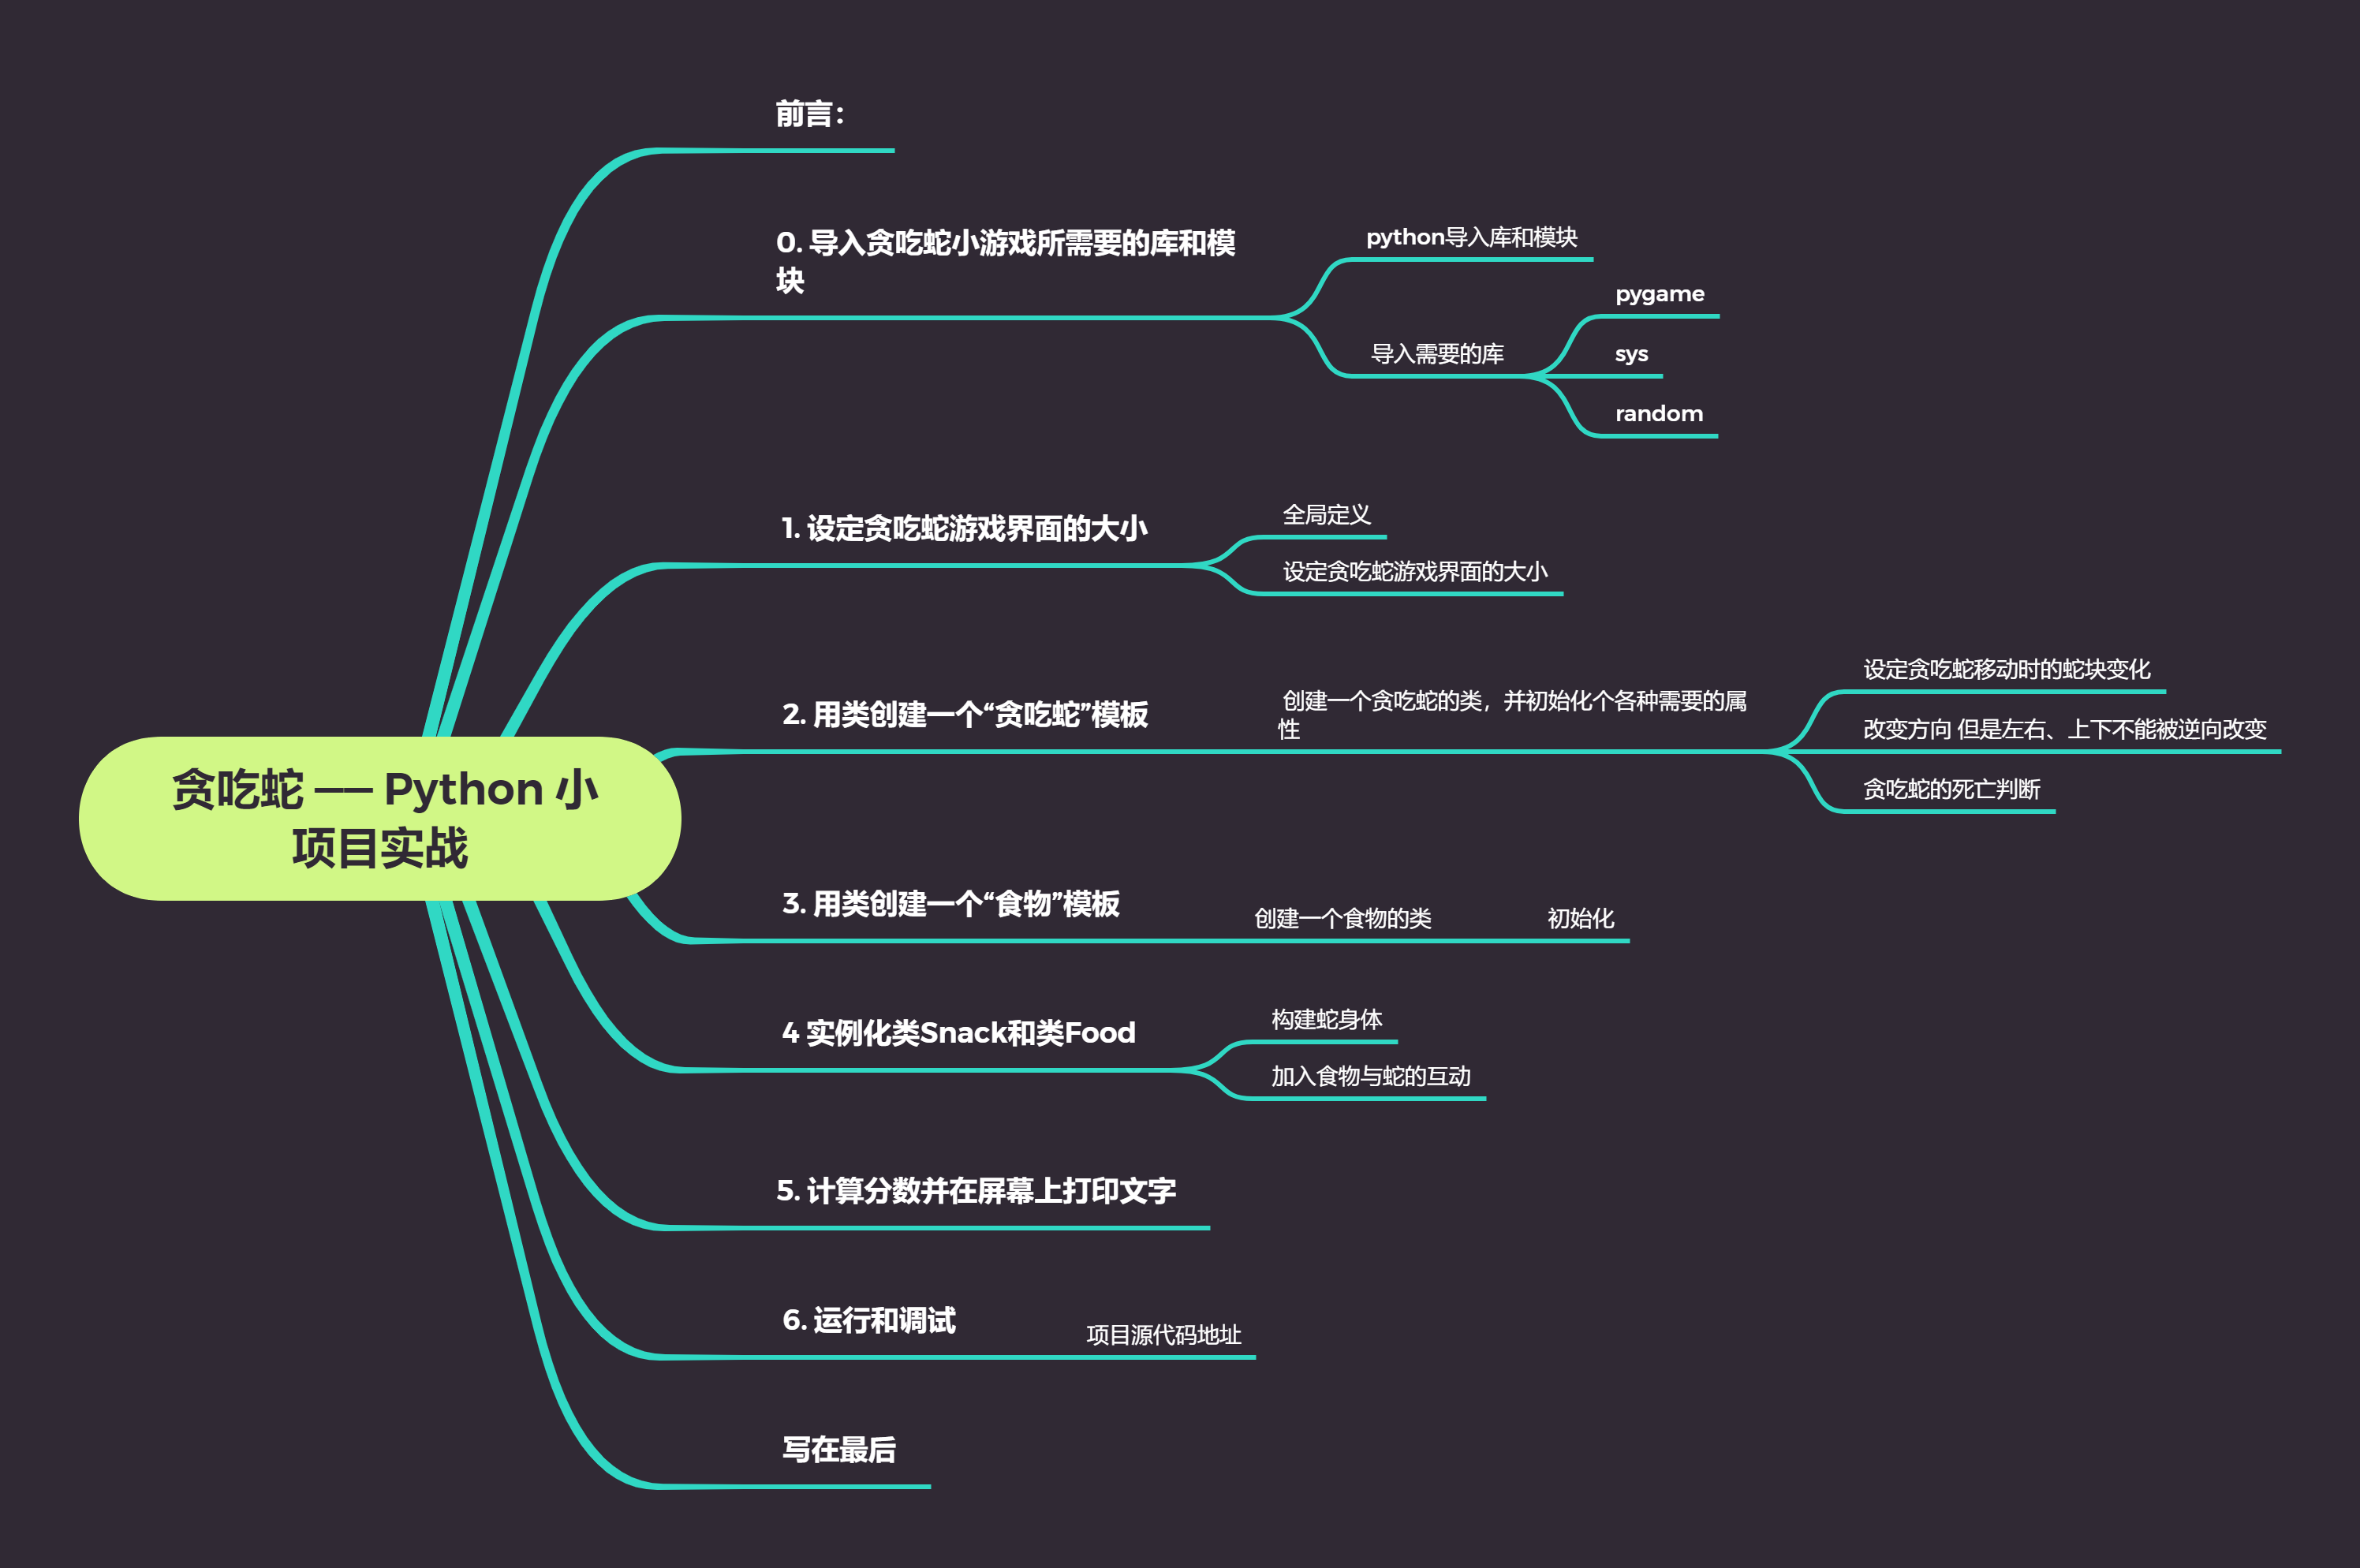 前言：
0. 导入贪吃蛇小游戏所需要的库和模
块
python导入库和模块
导入需要的库
pygame
sys
random
1. 设定贪吃蛇游戏界面的大小
全局定义
设定贪吃蛇游戏界面的大小
2. 用类创建一个“贪吃蛇”模板
创建一个贪吃蛇的类，并初始化个各种需要的属
性
设定贪吃蛇移动时的蛇块变化
改变方向 但是左右、上下不能被逆向改变
贪吃蛇的死亡判断
贪吃蛇 —— Python 小
项目实战
3. 用类创建一个“食物”模板
创建一个食物的类
初始化
4 实例化类Snack和类Food
构建蛇身体
加入食物与蛇的互动
5. 计算分数并在屏幕上打印文字
6. 运行和调试
项目源代码地址
写在最后